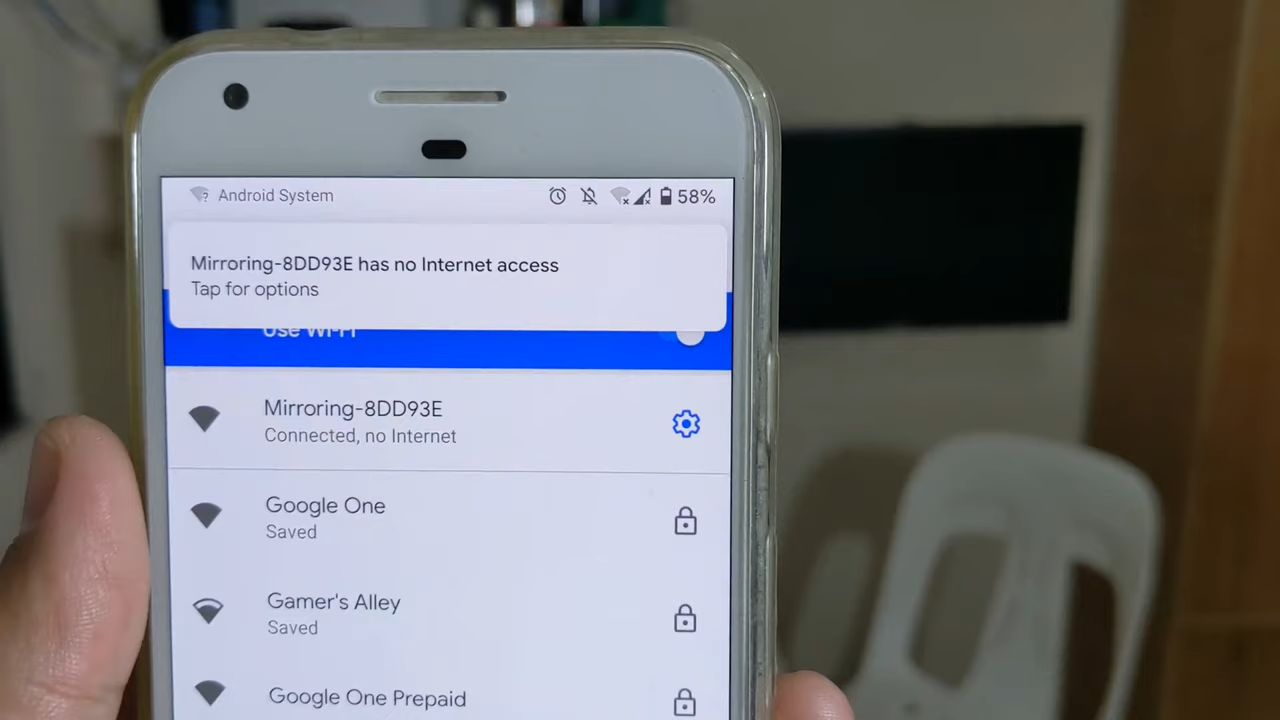 Android System
58%
Mirroring-8DD93E has no Internet access
Tap for options
Use Wi-Fi
Mirroring-8DD93E
Connected, no Internet
Google One
Saved
Gamer's Alley
Saved
Google One Prepaid